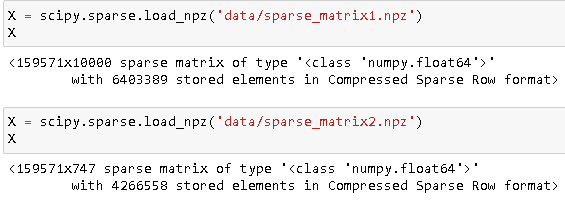 X = scipy.sparse.load_npz('data/sparse_matrix1.npz')
X
<159571x10000 sparse matrix of type '<class 'numpy.float64'>'
with 6403389 stored elements in Compressed Sparse Row format>
X = scipy.sparse.load_npz('data/sparse_matrix2.npz')
X
<159571x747 sparse matrix of type '<class 'numpy.float64'>'
with 4266558 stored elements in Compressed Sparse Row format>